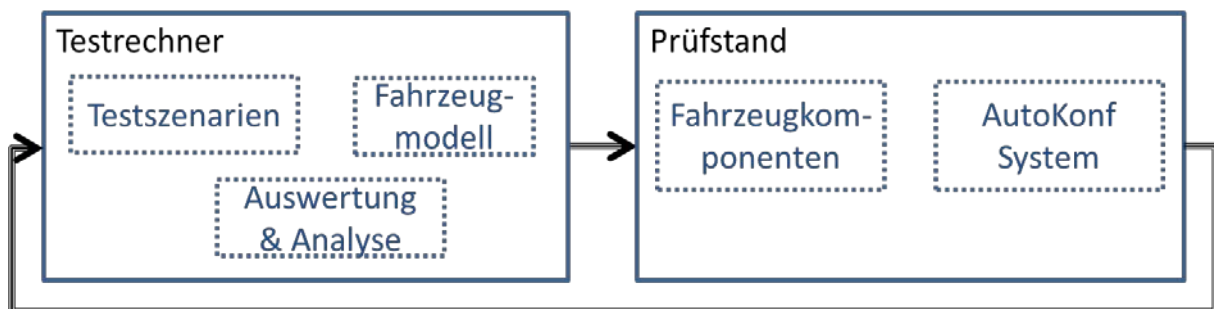 Testrechner
Testszenarien
Fahrzeug-
modell
Auswertung
& Analyse
Prüfstand
Fahrzeugkom-
ponenten
AutoKonf
System